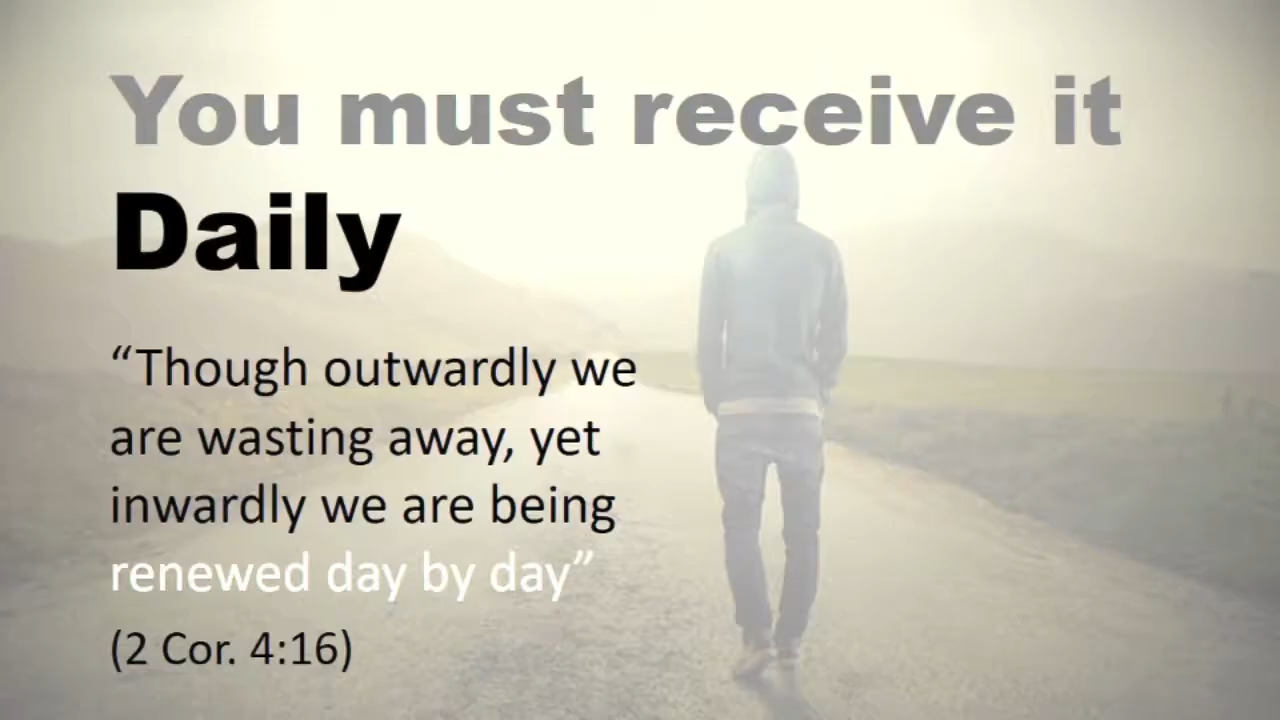 You must receive it
Daily
“Though outwardly we
are wasting away, yet
inwardly we are being
renewed day by day”
(2 Cor. 4:16)